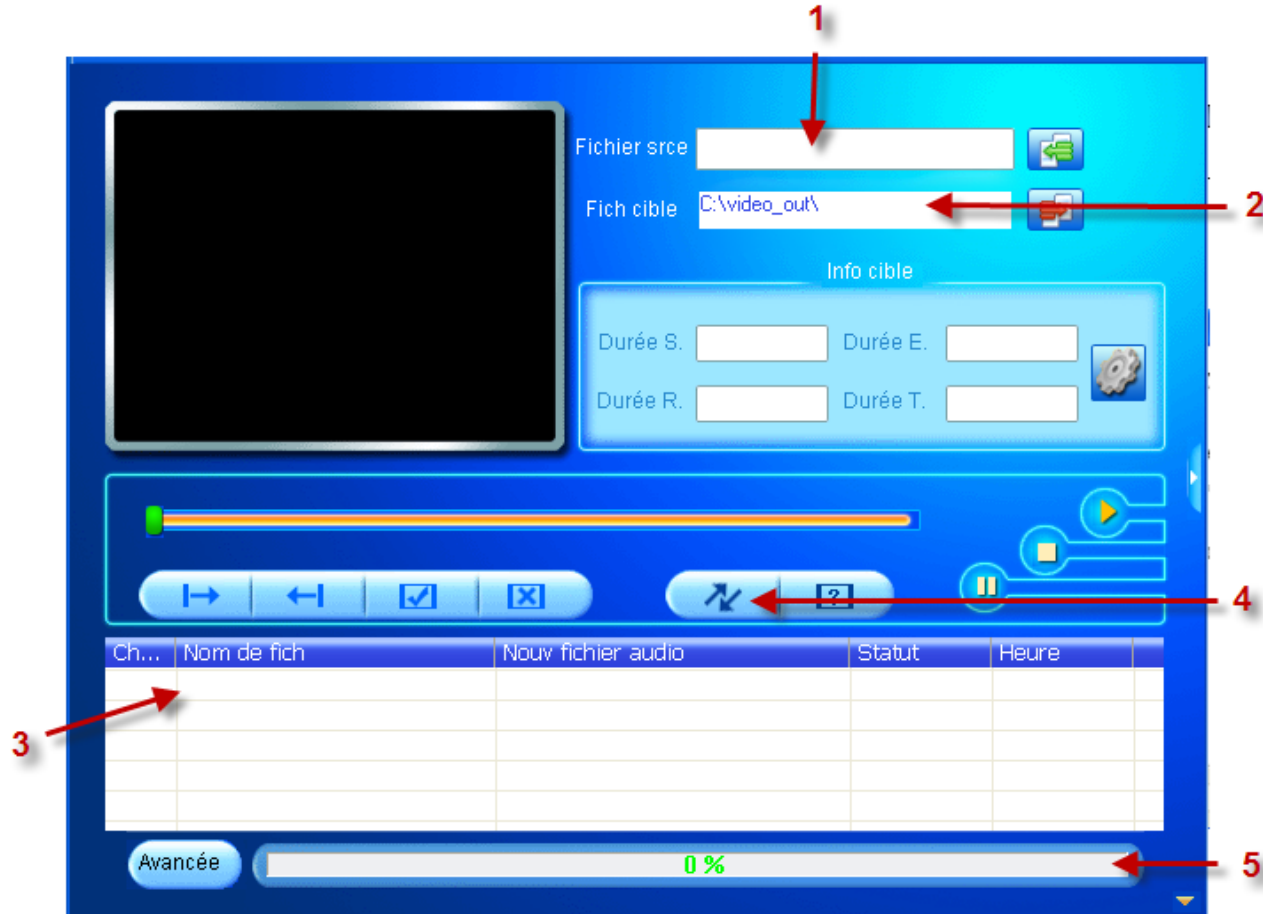 1
Fichier srce
Fich cible C:\video_out\
2
Info cible
Durée S. Durée E.
Durée R. Durée T.
4
Ch... Nom de fich Nouv fichier audio Statut Heure
3
Avancée 0 %
5